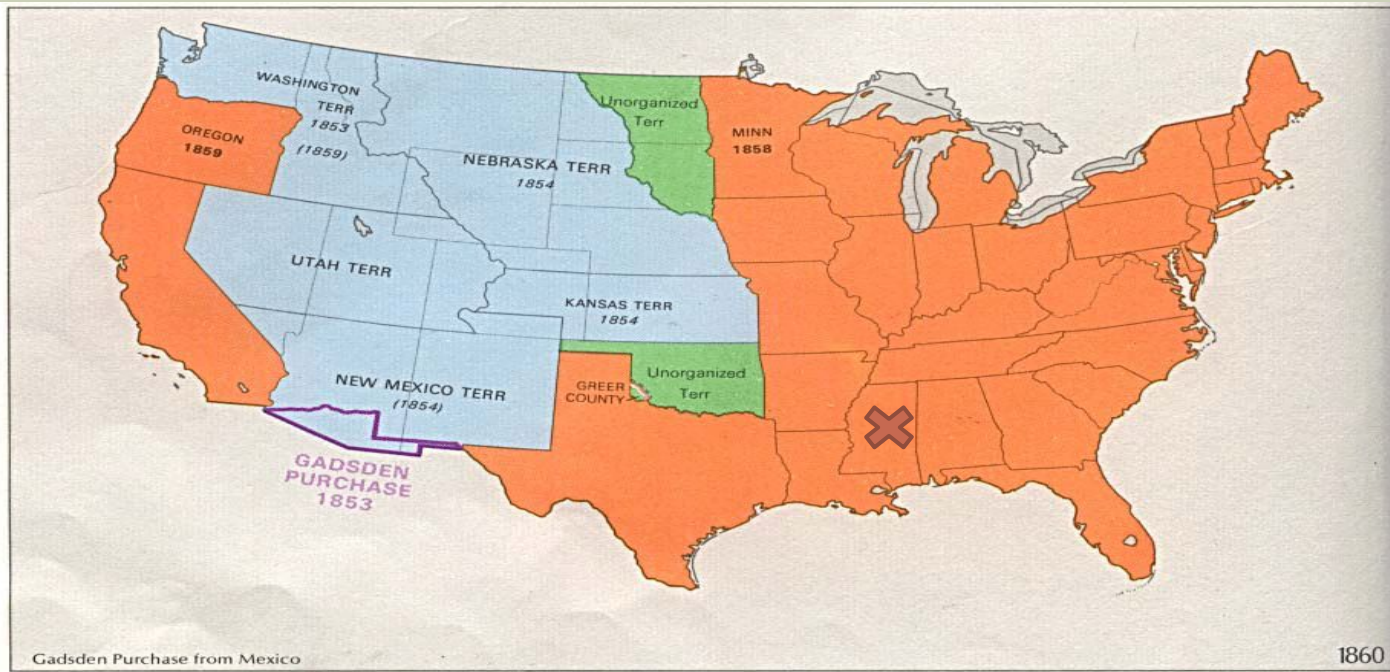 WASHINGTON
TERR
1853
(1859)
OREGON
1859
NEBRASKA TERR
1854
Unorganized
Terr
MINN
1858
UTAH TERR
KANSAS TERR
1854
NEW MEXICO TERR
(1854)
GREER
COUNTY
Unorganized
Terr
GADSDEN
PURCHASE
1853
Gadsden Purchase from Mexico
1860